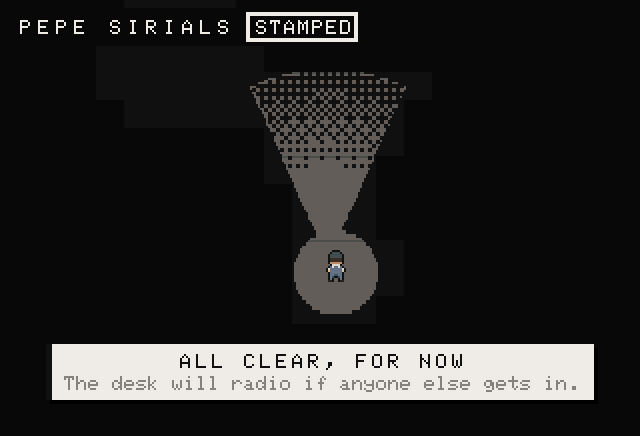 PEPE SIRIALS STAMPED
ALL CLEAR, FOR NOW
The desk will radio if anyone else gets in.